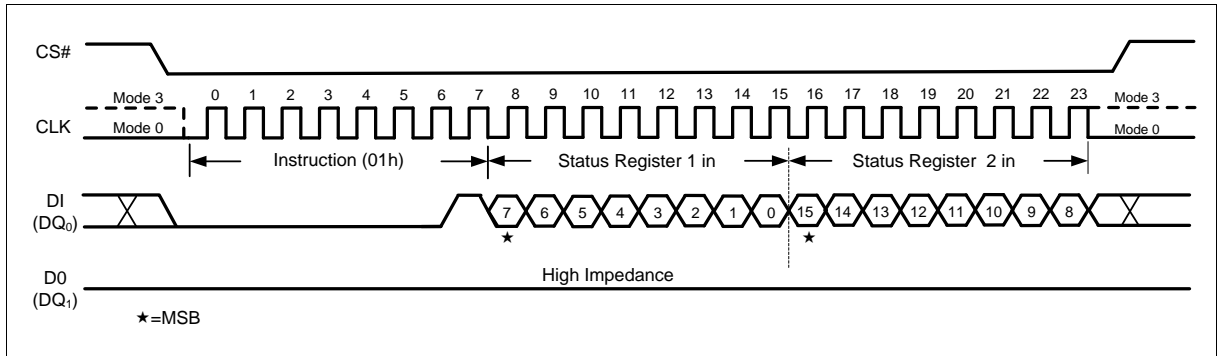 CS#
0 1 2 3 4 5 6 7 8 9 10 11 12 13 14 15 16 17 18 19 20 21 22 23
Mode 3
Mode 3
CLK
Mode 0
Mode 0
Instruction (01h)
Status Register 1 in
Status Register 2 in
DI
(DQ0)
7 6 5 4 3 2 1 0 15 14 13 12 11 10 9 8
★ ★
High Impedance
D0
(DQ1)
★=MSB